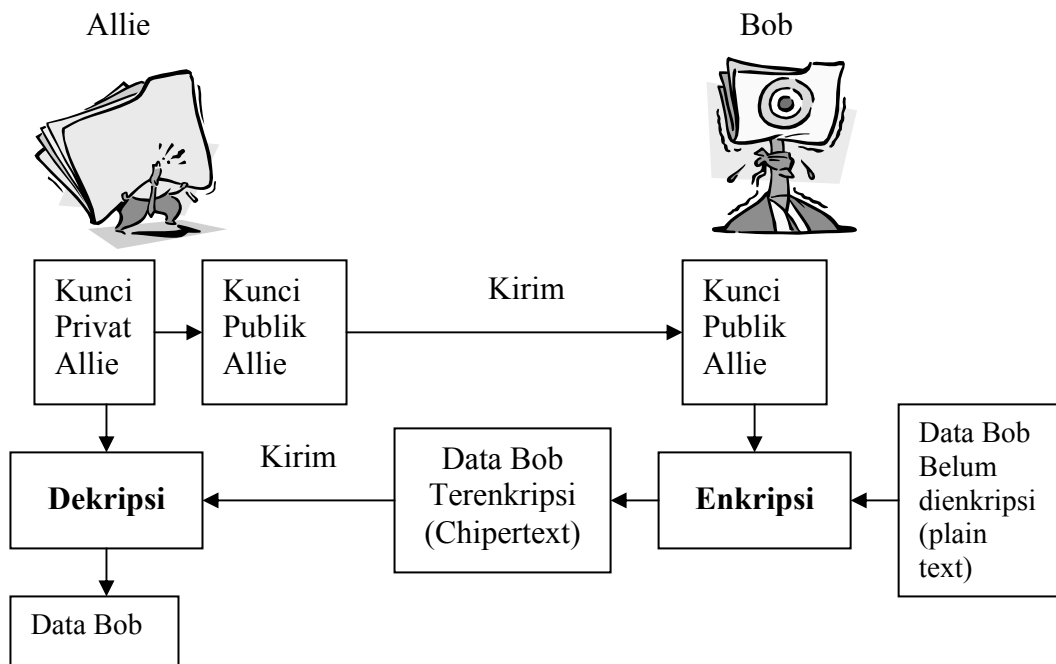 Allie
Bob
Kunci
Privat
Allie
Kunci
Publik
Allie
Kirim
Kunci
Publik
Allie
Dekripsi
Kirim
Data Bob
Terenkripsi
(Chipertext)
Enkripsi
Data Bob
Belum
dienkripsi
(plain
text)
Data Bob